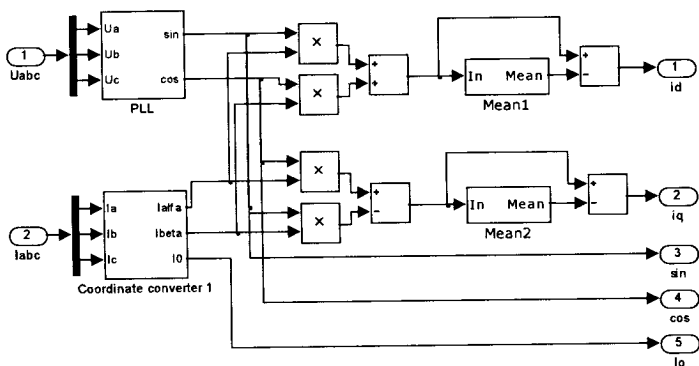 1
Uabc
Ua
Ub
Uc
sin
cos
PLL
×
×
+
+
In Mean
Mean1
+
−
1
id
2
Iabc
Ia
Ib
Ic
Ialfa
Ibeta
I0
Coordinate converter 1
×
×
+
−
In Mean
Mean2
+
−
2
iq
3
sin
4
cos
5
Io